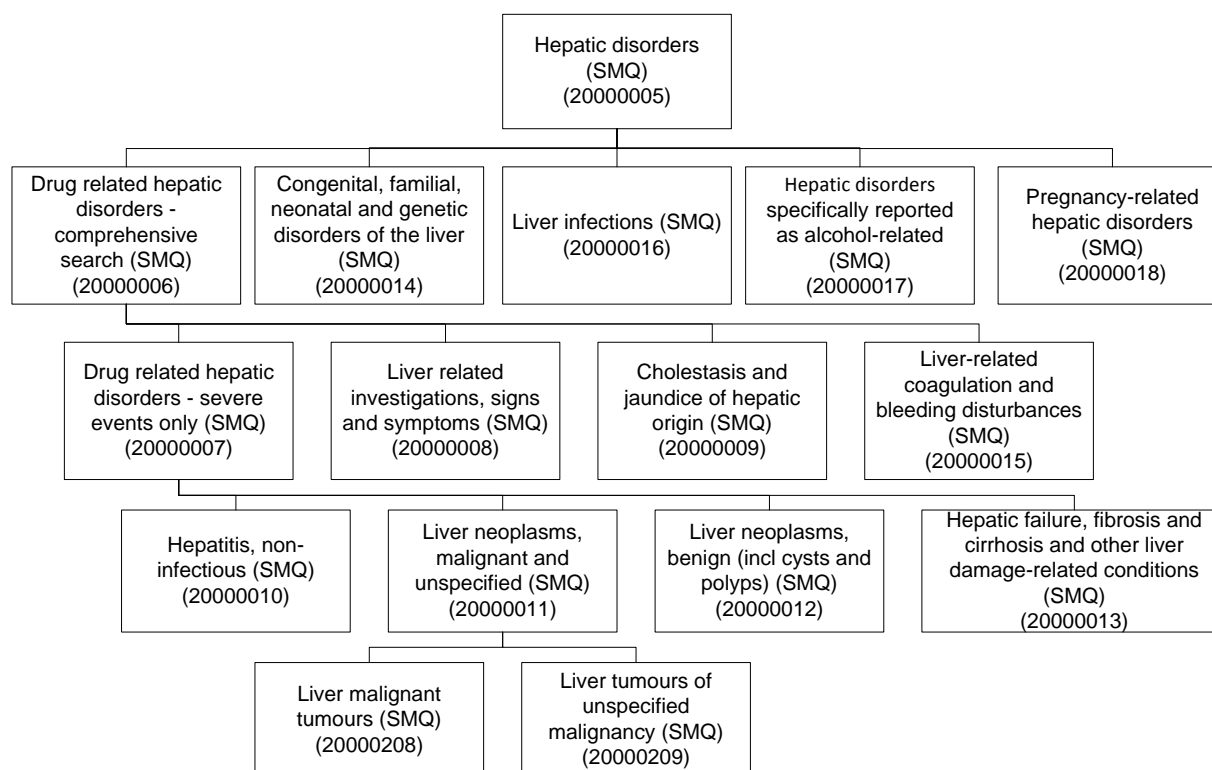 Hepatic disorders
(SMQ)
(20000005)
Drug related hepatic
disorders -
comprehensive
search (SMQ)
(20000006)
Congenital, familial,
neonatal and genetic
disorders of the liver
(SMQ)
(20000014)
Liver infections (SMQ)
(20000016)
Hepatic disorders
specifically reported
as alcohol-related
(SMQ)
(20000017)
Pregnancy-related
hepatic disorders
(SMQ)
(20000018)
Drug related hepatic
disorders - severe
events only (SMQ)
(20000007)
Liver related
investigations, signs
and symptoms (SMQ)
(20000008)
Cholestasis and
jaundice of hepatic
origin (SMQ)
(20000009)
Liver-related
coagulation and
bleeding disturbances
(SMQ)
(20000015)
Hepatitis, non-
infectious (SMQ)
(20000010)
Liver neoplasms,
malignant and
unspecified (SMQ)
(20000011)
Liver neoplasms,
benign (incl cysts and
polyps) (SMQ)
(20000012)
Hepatic failure, fibrosis and
cirrhosis and other liver
damage-related conditions
(SMQ)
(20000013)
Liver malignant
tumours (SMQ)
(20000208)
Liver tumours of
unspecified
malignancy (SMQ)
(20000209)